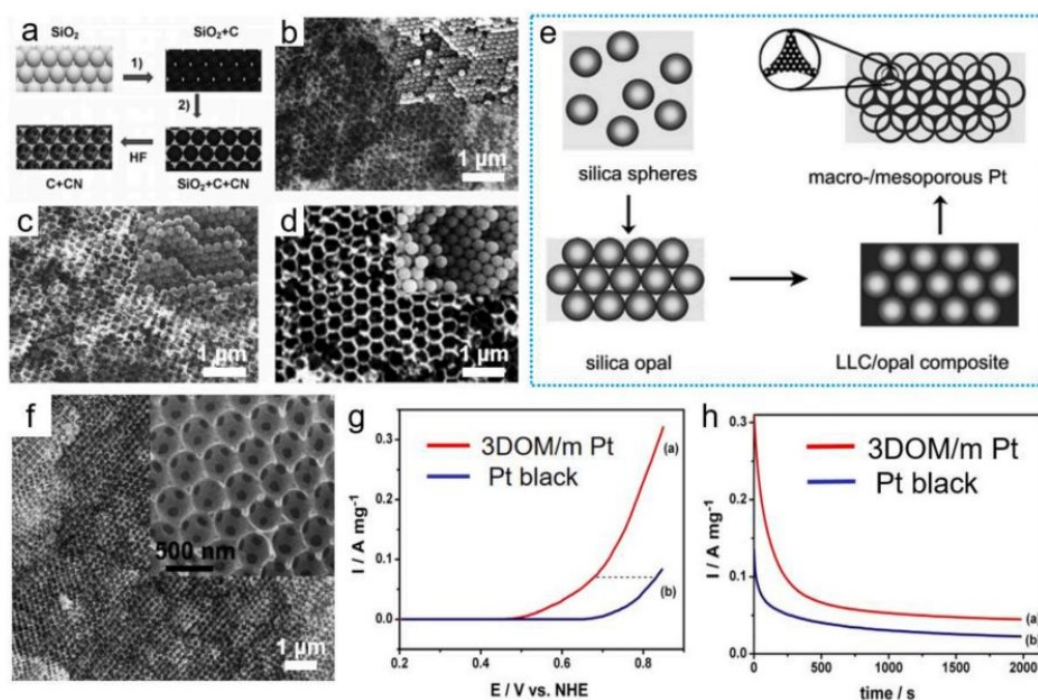 a
SiO₂
SiO₂+C
1)
2)
HF
C+CN
SiO₂+C+CN
b
1 µm
c
1 µm
d
1 µm
e
silica spheres
macro-/mesoporous Pt
silica opal
LLC/opal composite
f
500 nm
1 µm
g
3DOM/m Pt
Pt black
(a)
(b)
I / A mg⁻¹
0.3
0.2
0.1
0.0
0.2 0.4 0.6 0.8
E / V vs. NHE
h
3DOM/m Pt
Pt black
(a)
(b)
I / A mg⁻¹
0.3
0.2
0.1
0.0
0 500 1000 1500 2000
time / s